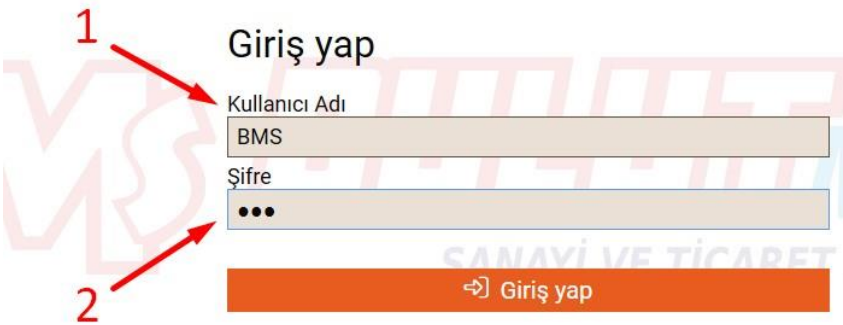 1
Giriş yap
Kullanıcı Adı
BMS
Şifre
•••
SANAYİ VE TİCARET
Giriş yap
2